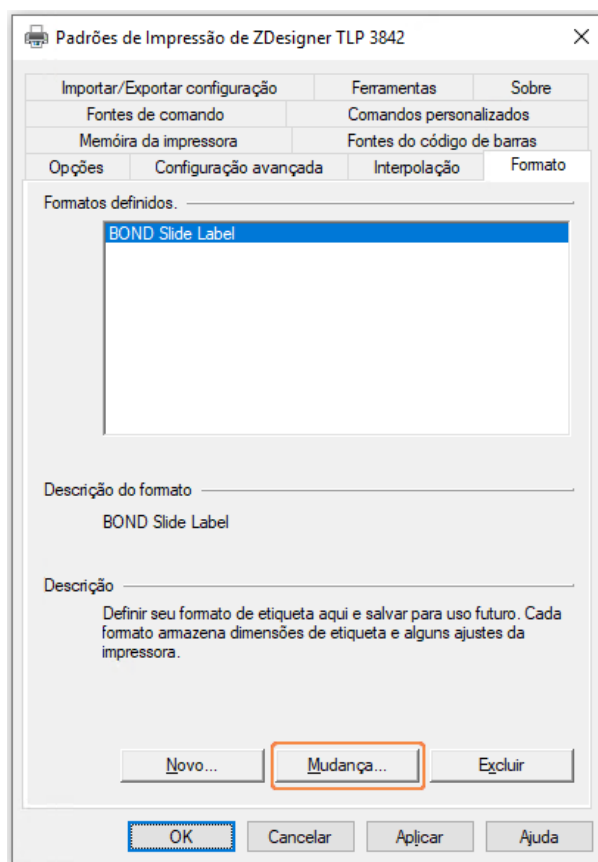 Padrões de Impressão de ZDesigner TLP 3842
Importar/Exportar configuração Ferramentas Sobre
Fontes de comando Comandos personalizados
Memóira da impressora Fontes do código de barras
Opções Configuração avançada Interpolação Formato
Formatos definidos.
BOND Slide Label
Descrição do formato
BOND Slide Label
Descrição
Definir seu formato de etiqueta aqui e salvar para uso futuro. Cada
formato armazena dimensões de etiqueta e alguns ajustes da
impressora.
Novo... Mudança... Excluir
OK Cancelar Aplicar Ajuda